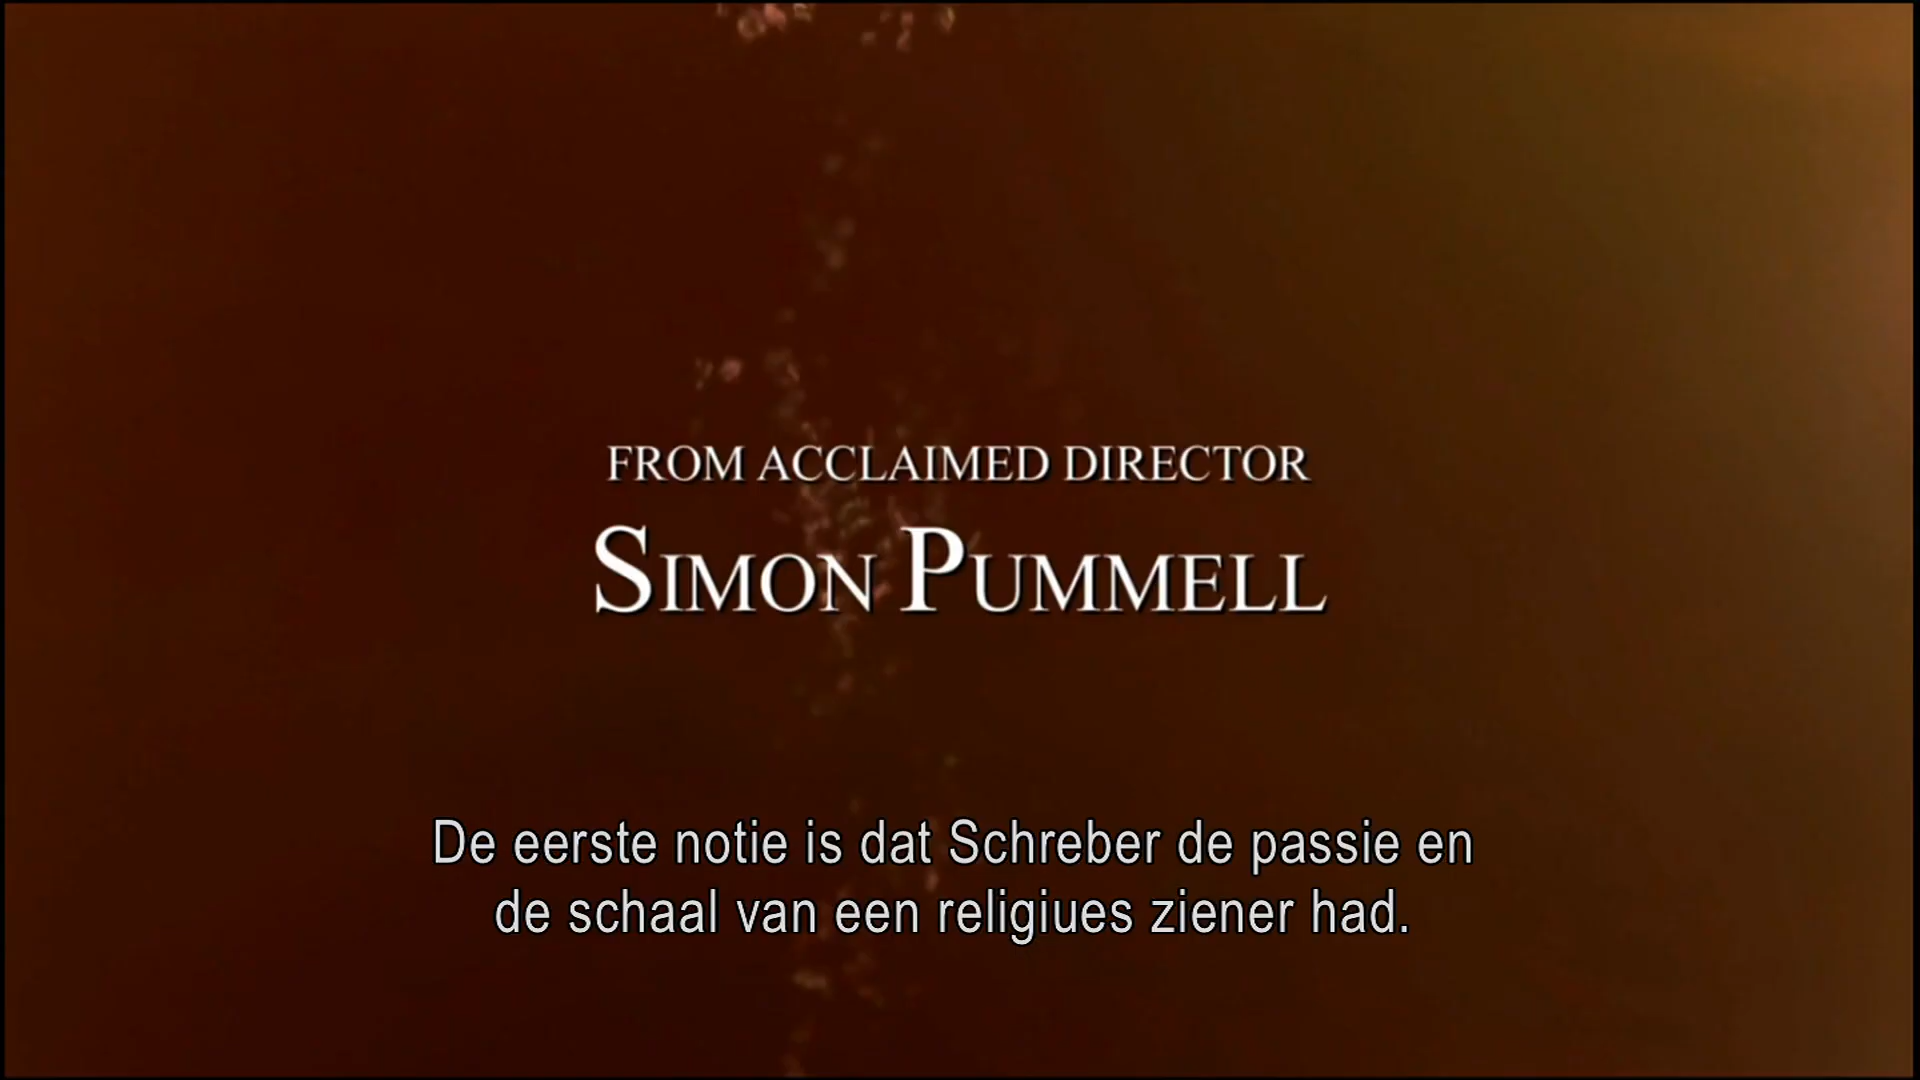 FROM ACCLAIMED DIRECTOR
SIMON PUMMELL
De eerste notie is dat Schreber de passie en
de schaal van een religiues ziener had.